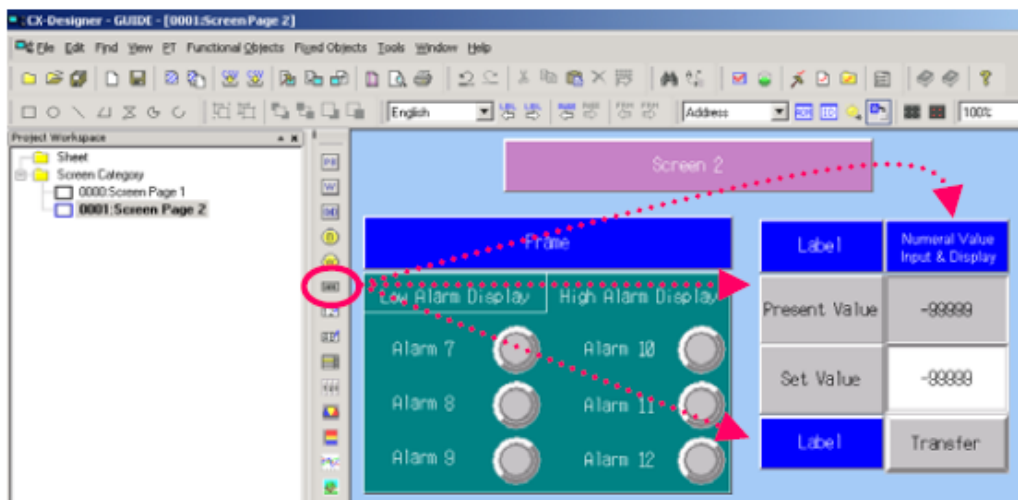 CX-Designer - GUIDE - [0001:Screen Page 2]
File Edit Find View PT Functional Objects Fixed Objects Tools Window Help
English Address 100%
Project Workspace
Sheet
Screen Category
0000:Screen Page 1
0001:Screen Page 2
Screen 2
Frame
Low Alarm Display High Alarm Display
Alarm 7 Alarm 10
Alarm 8 Alarm 11
Alarm 9 Alarm 12
Label Numeral Value
Input & Display
Present Value -99999
Set Value -99999
Label Transfer